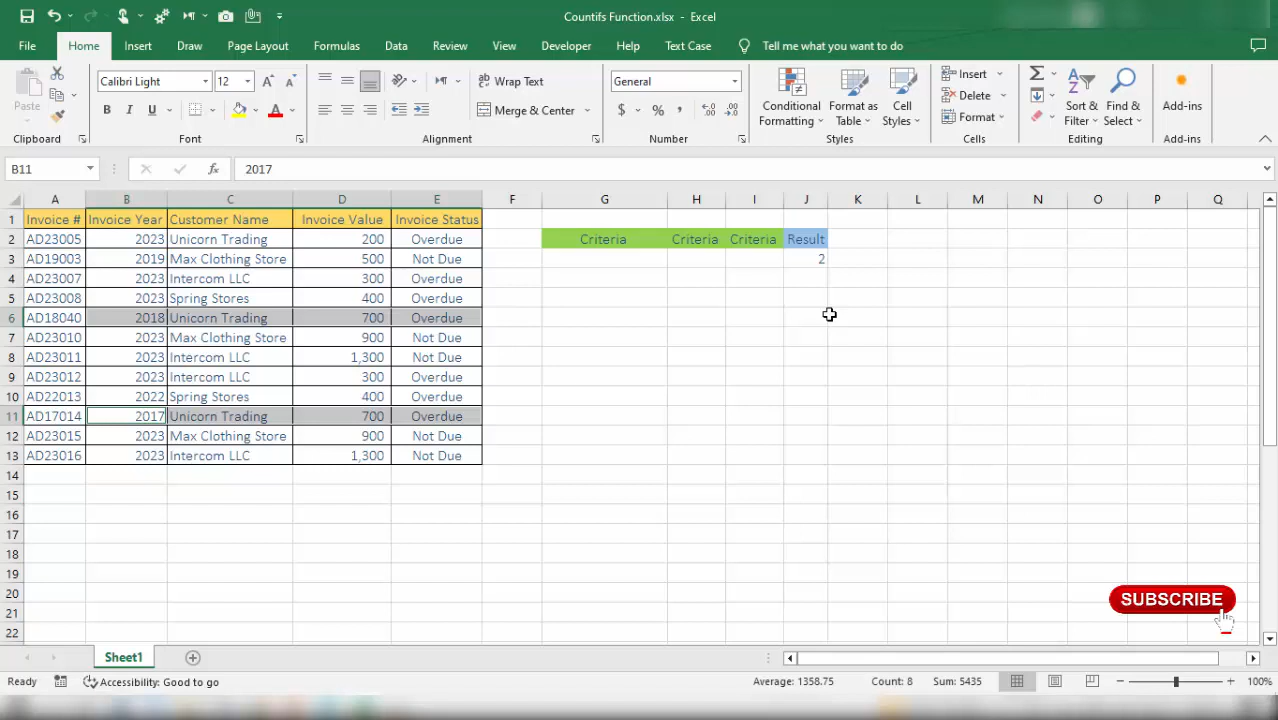 Countifs Function.xlsx - Excel
File Home Insert Draw Page Layout Formulas Data Review View Developer Help Text Case Tell me what you want to do
Paste
Calibri Light 12
B I U A
Wrap Text
Merge & Center
General
$ % ,
Conditional Formatting
Format as Table
Cell Styles
Insert
Delete
Format
Sort & Filter
Find & Select
Add-ins
Clipboard Font Alignment Number Styles Cells Editing Add-ins
B11 fx 2017
A B C D E F G H I J K L M N O P Q
1 Invoice # Invoice Year Customer Name Invoice Value Invoice Status
2 AD23005 2023 Unicorn Trading 200 Overdue Criteria Criteria Criteria Result
3 AD19003 2019 Max Clothing Store 500 Not Due 2
4 AD23007 2023 Intercom LLC 300 Overdue
5 AD23008 2023 Spring Stores 400 Overdue
6 AD18040 2018 Unicorn Trading 700 Overdue
7 AD23010 2023 Max Clothing Store 900 Not Due
8 AD23011 2023 Intercom LLC 1,300 Not Due
9 AD23012 2023 Intercom LLC 300 Overdue
10 AD22013 2022 Spring Stores 400 Overdue
11 AD17014 2017 Unicorn Trading 700 Overdue
12 AD23015 2023 Max Clothing Store 900 Not Due
13 AD23016 2023 Intercom LLC 1,300 Not Due
14
15
16
17
18
19
20
21
22
SUBSCRIBE
Sheet1
Ready Accessibility: Good to go Average: 1358.75 Count: 8 Sum: 5435 100%